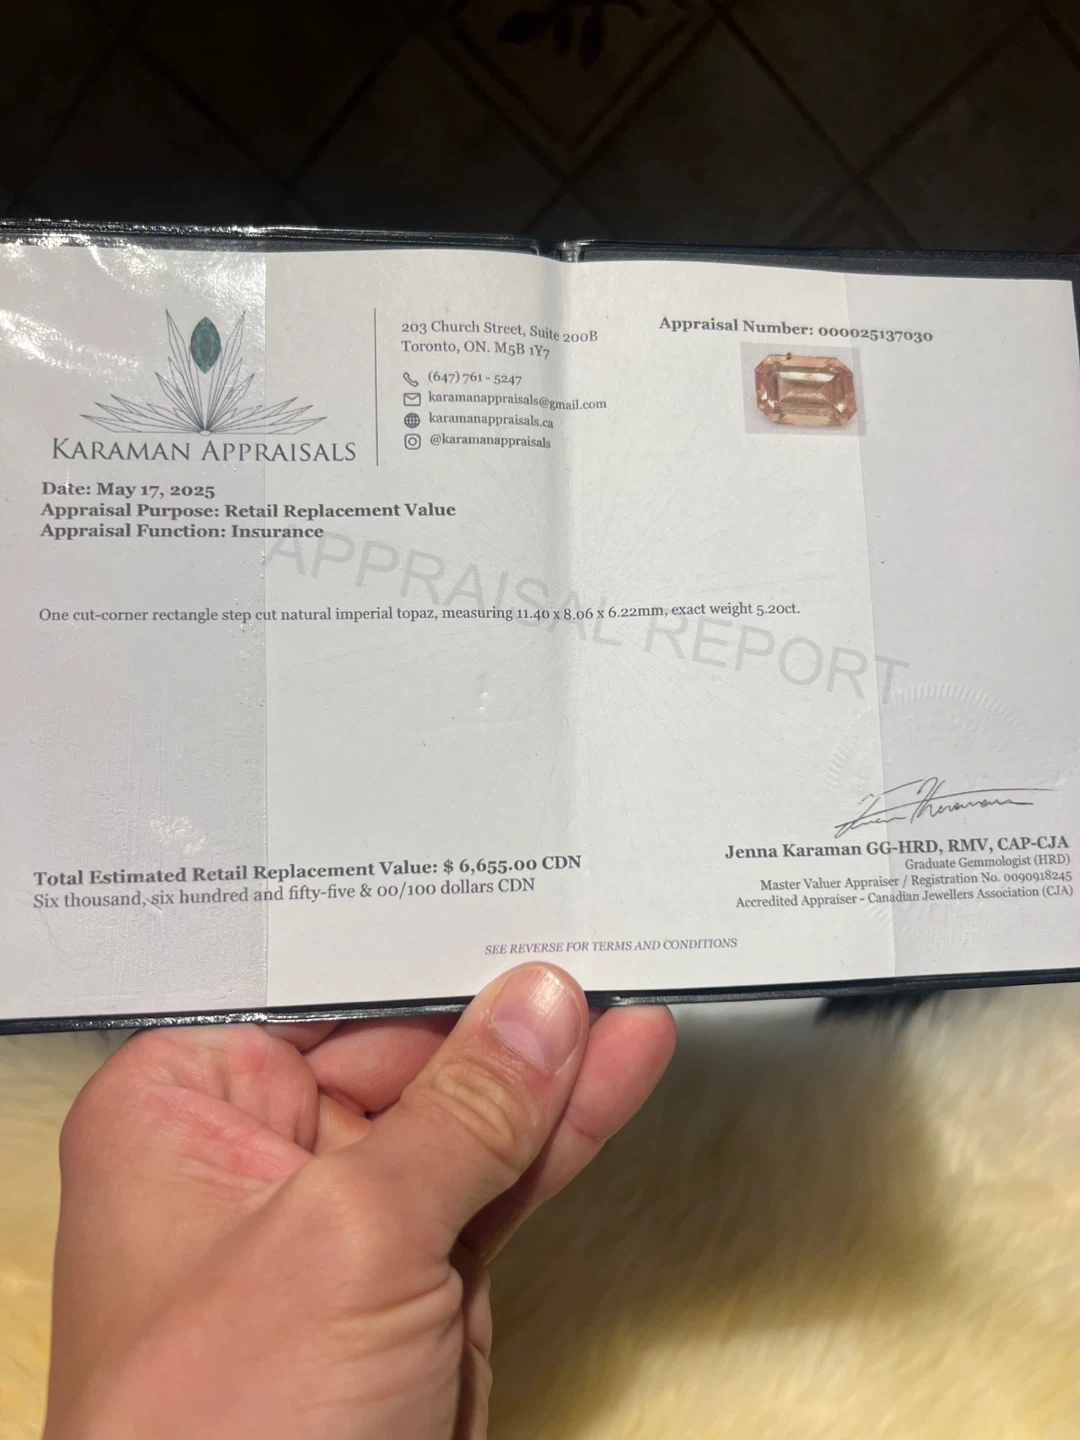 KARAMAN APPRAISALS
203 Church Street, Suite 200B
Toronto, ON. M5B 1Y7
(647) 761 - 5247
karamanappraisals@gmail.com
karamanappraisals.ca
@karamanappraisals
Appraisal Number: 000025137030
Date: May 17, 2025
Appraisal Purpose: Retail Replacement Value
Appraisal Function: Insurance
APPRAISAL REPORT
One cut-corner rectangle step cut natural imperial topaz, measuring 11.40 x 8.06 x 6.22mm, exact weight 5.20ct.
Total Estimated Retail Replacement Value: $ 6,655.00 CDN
Six thousand, six hundred and fifty-five & 00/100 dollars CDN
Jenna Karaman GG-HRD, RMV, CAP-CJA
Graduate Gemmologist (HRD)
Master Valuer Appraiser / Registration No. 0090918245
Accredited Appraiser - Canadian Jewellers Association (CJA)
SEE REVERSE FOR TERMS AND CONDITIONS